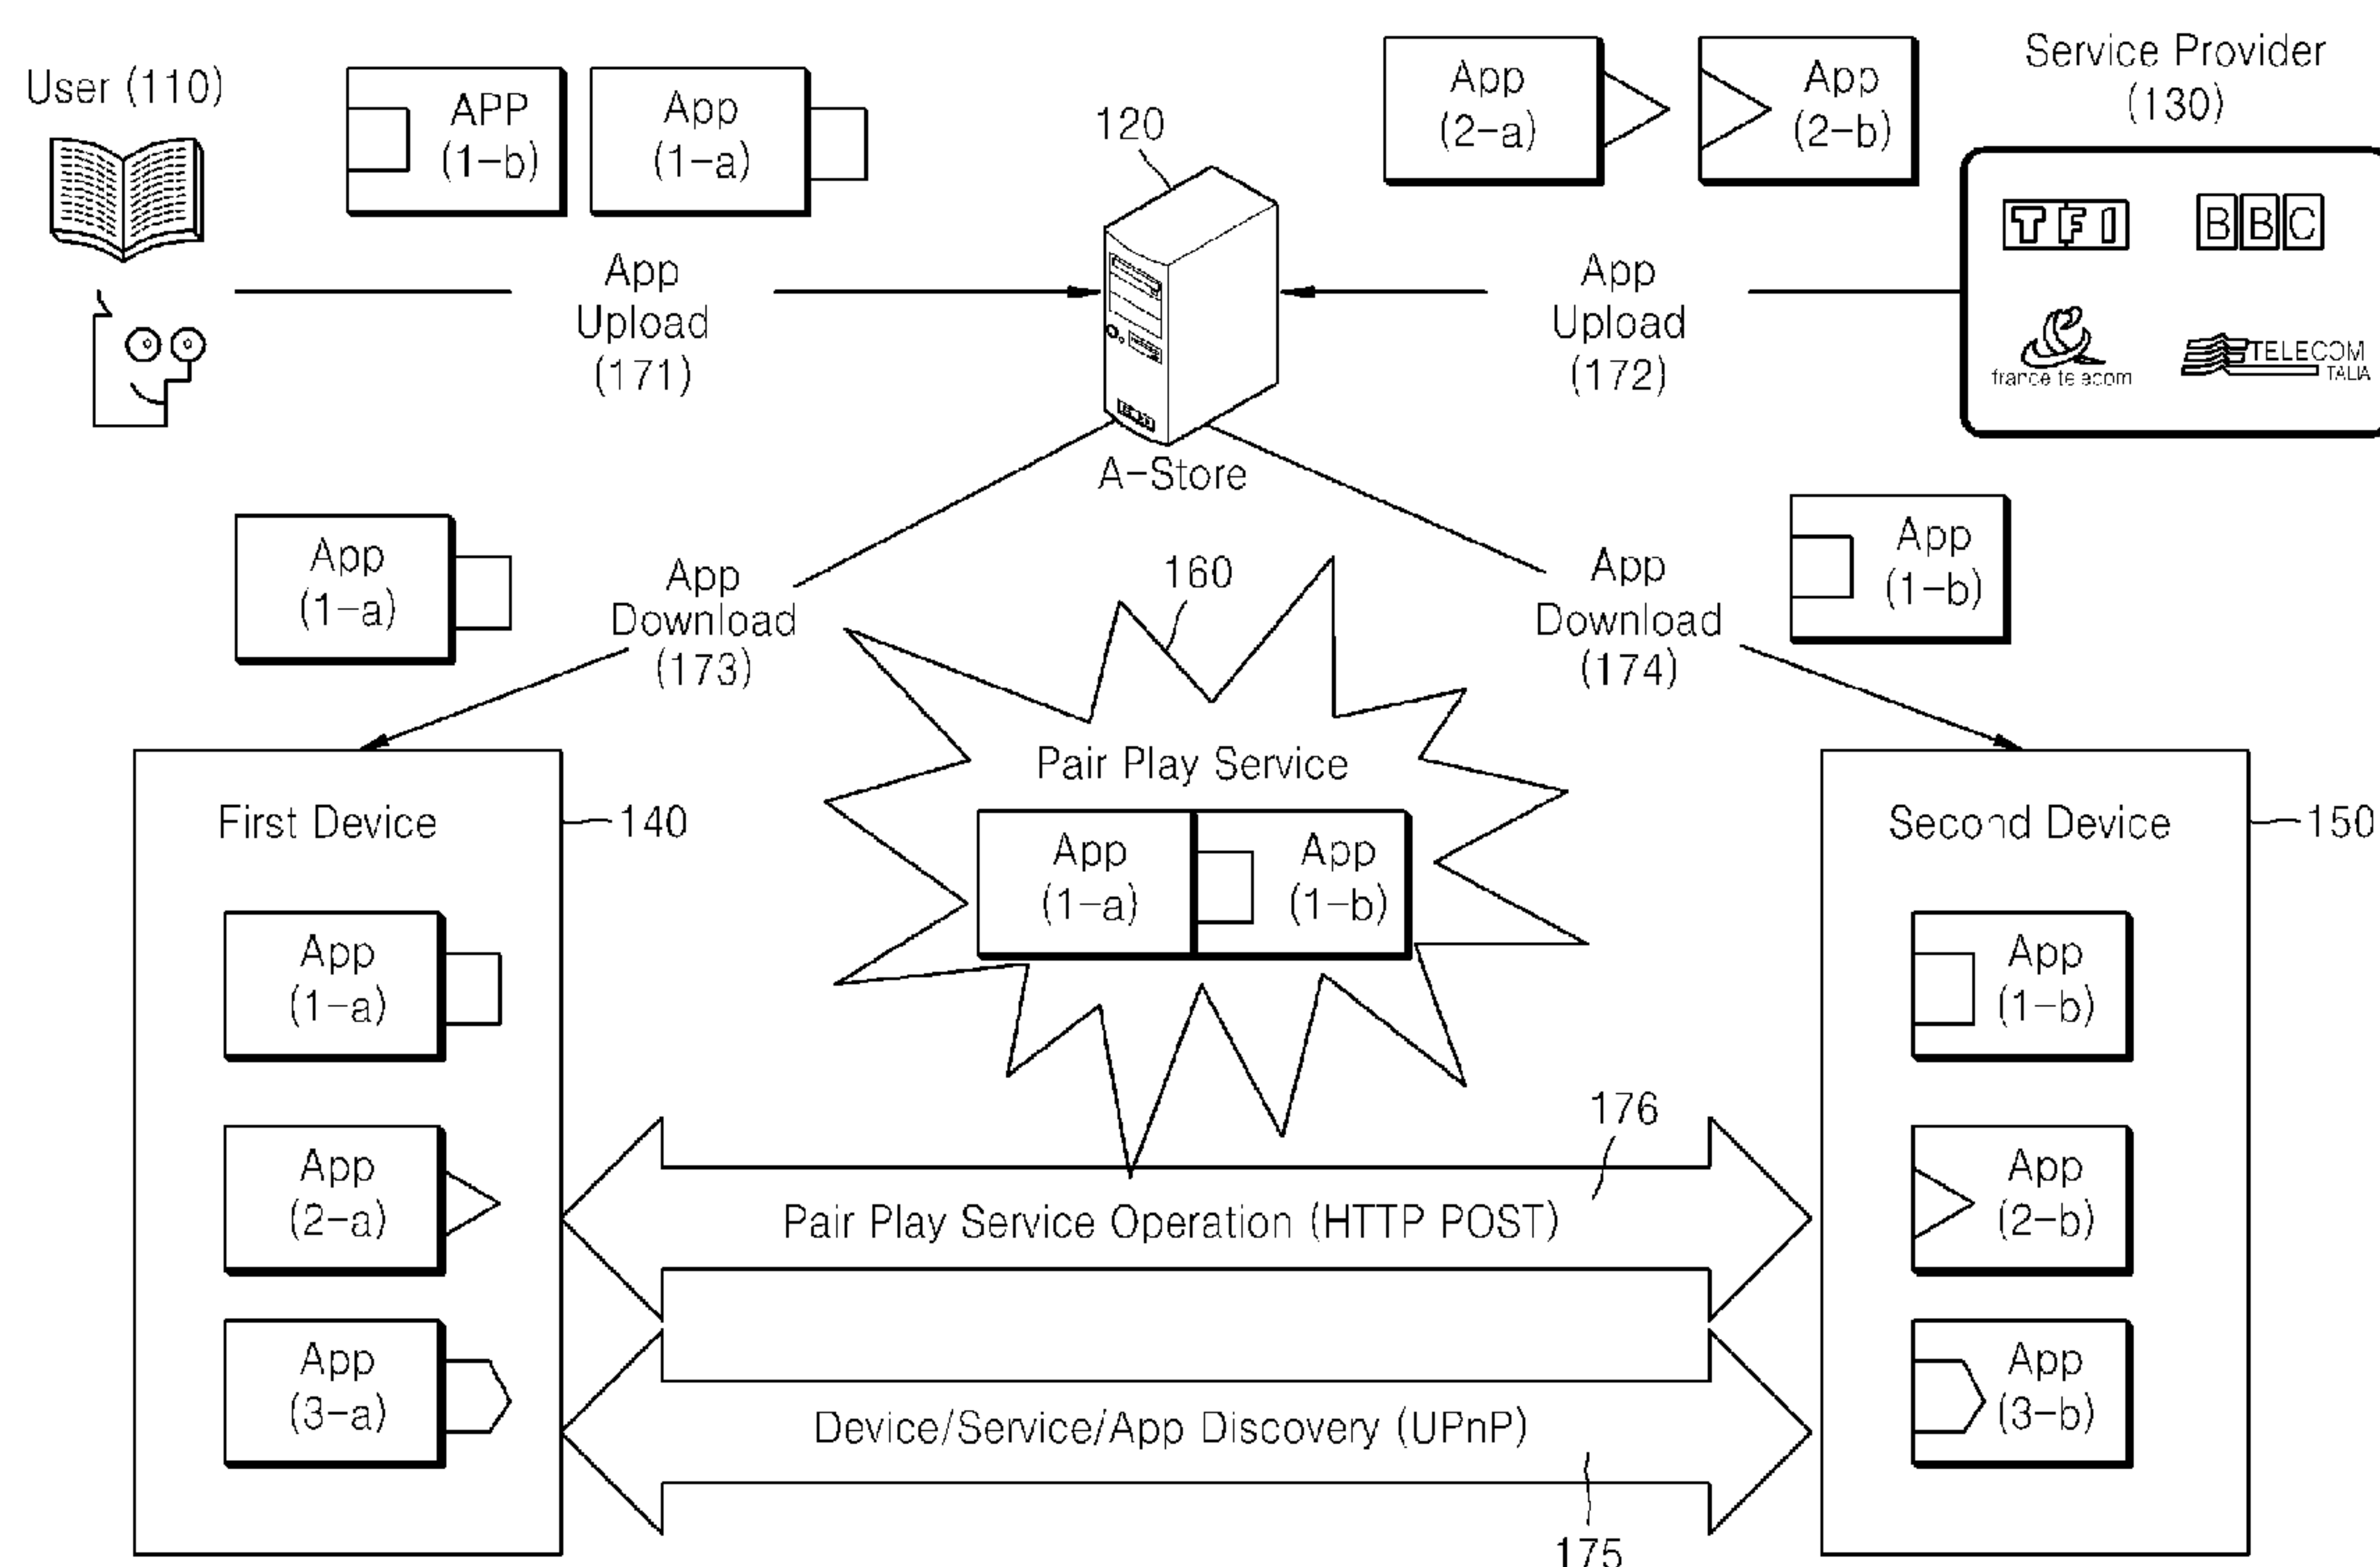 User (110)
APP
(1-b)
App
(1-a)
120
App
(2-a)
App
(2-b)
Service Provider
(130)
TF1
BBC
france telecom
TELECOM
TALIA
App
Upload
(171)
App
Upload
(172)
A-Store
App
(1-a)
App
Download
(173)
160
App
Download
(174)
App
(1-b)
First Device
140
Pair Play Service
App
(1-a)
App
(1-b)
Second Device
150
App
(1-a)
App
(1-b)
176
App
(2-a)
Pair Play Service Operation (HTTP POST)
App
(2-b)
App
(3-a)
Device/Service/App Discovery (UPnP)
App
(3-b)
175